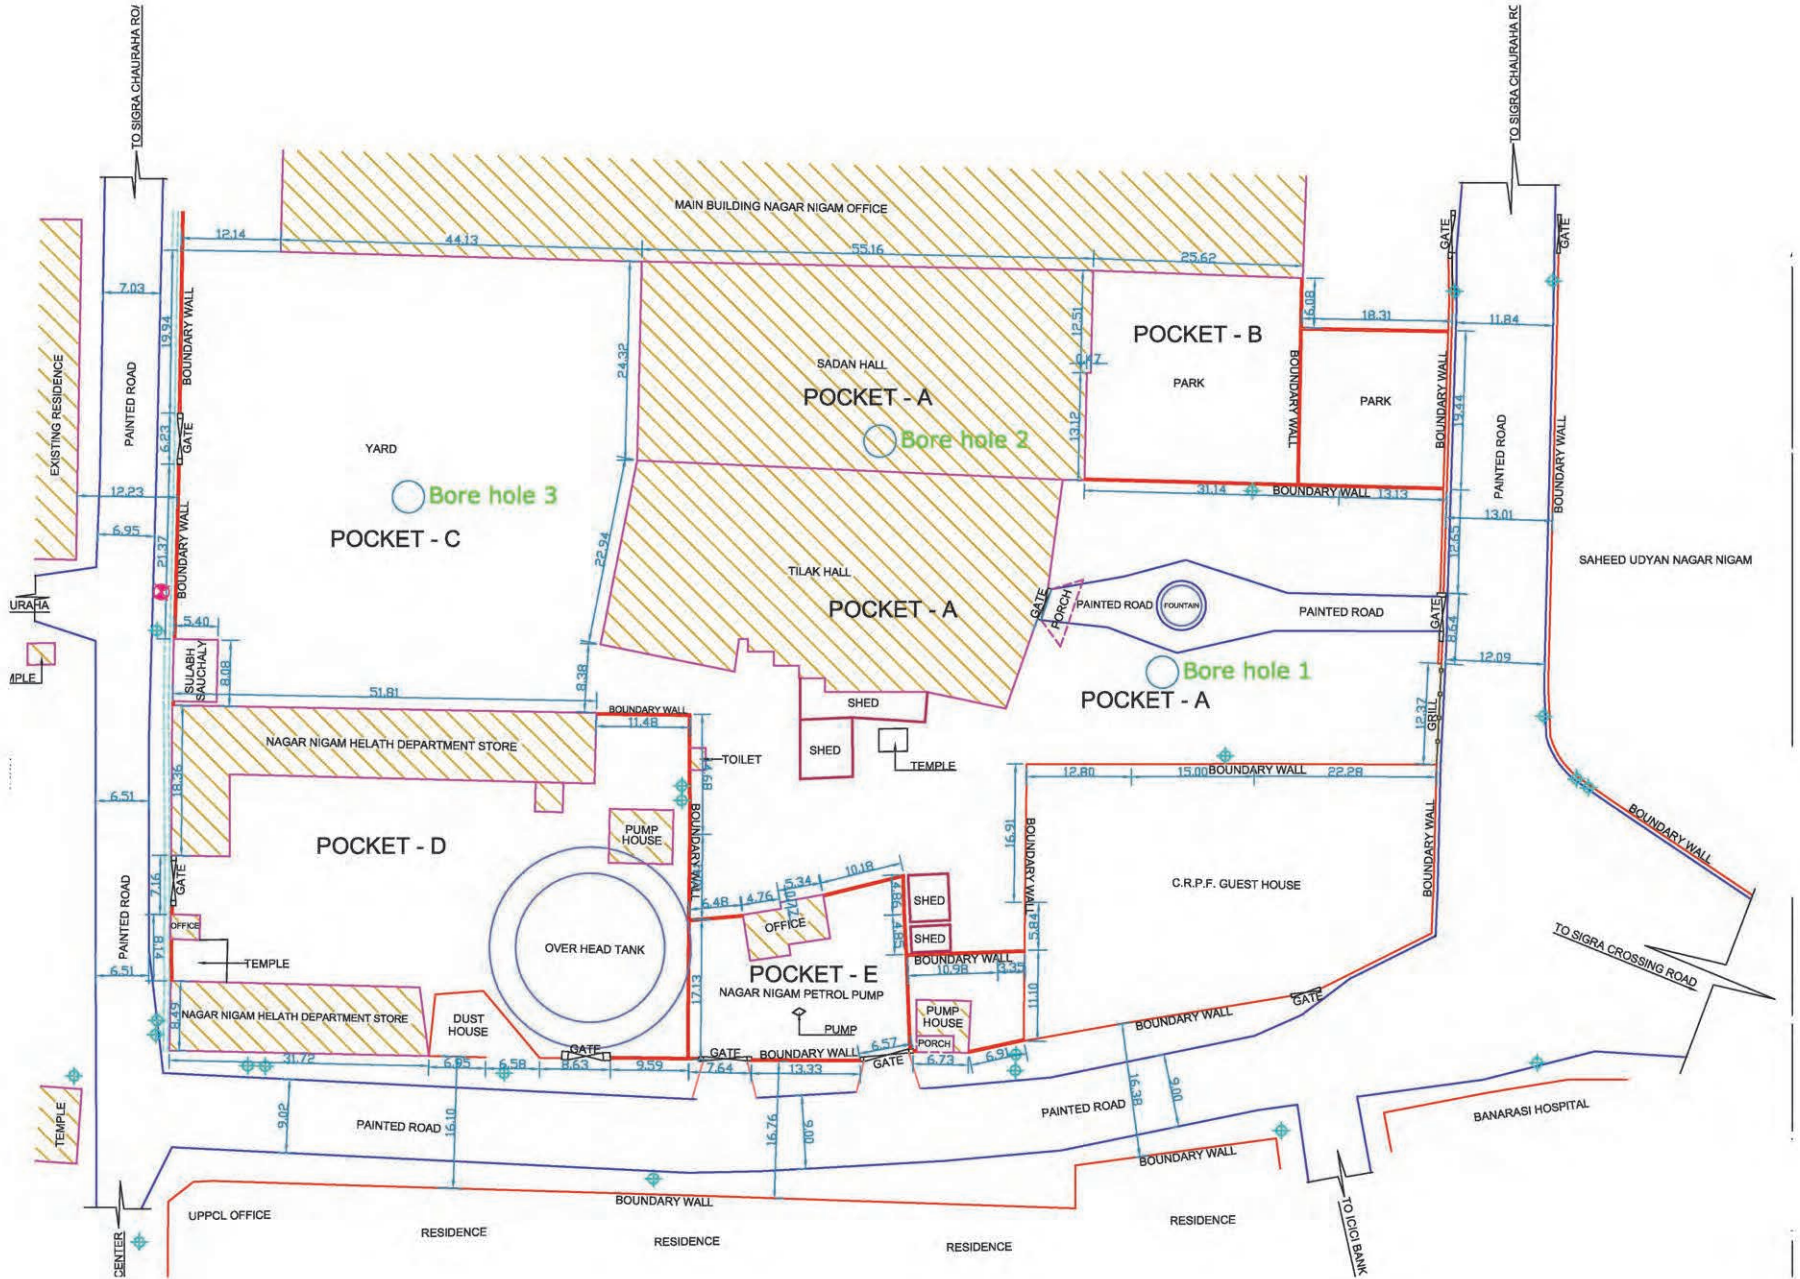 TO SIGRA CHAURAHA
TO SIGRA CHAURAHA
MAIN BUILDING NAGAR NIGAM OFFICE
GATE
GATE
12.14
44.13
55.16
25.62
7.03
19.94
BOUNDARY WALL
24.32
12.51
0.47
13.12
6.08
18.31
11.84
POCKET - B
PARK
BOUNDARY WALL
PARK
BOUNDARY WALL
19.44
EXISTING RESIDENCE
PAINTED ROAD
6.23
GATE
YARD
SADAN HALL
POCKET - A
Bore hole 2
PAINTED ROAD
BOUNDARY WALL
12.23
Bore hole 3
31.14
BOUNDARY WALL
13.13
13.01
6.95
21.37
BOUNDARY WALL
POCKET - C
22.94
12.65
SAHEED UDYAN NAGAR NIGAM
TILAK HALL
POCKET - A
GATE
PORCH
PAINTED ROAD
FOUNTAIN
PAINTED ROAD
GATE
8.64
URAHA
5.40
SULABH
SAUCHALY
8.08
8.38
12.09
Bore hole 1
POCKET - A
12.37
GRILL
51.81
BOUNDARY WALL
11.48
SHED
SHED
TEMPLE
NAGAR NIGAM HELATH DEPARTMENT STORE
18.36
TOILET
14.68
12.80
15.00
BOUNDARY WALL
22.28
6.51
POCKET - D
PUMP
HOUSE
BOUNDARY WALL
16.91
BOUNDARY WALL
BOUNDARY WALL
BOUNDARY WALL
7.16
GATE
6.48
4.76
5.34
10.18
4.86
SHED
C.R.P.F. GUEST HOUSE
PAINTED ROAD
OFFICE
8.14
OFFICE
4.85
SHED
5.84
TEMPLE
OVER HEAD TANK
BOUNDARY WALL
TO SIGRA CROSSING ROAD
6.51
POCKET - E
NAGAR NIGAM PETROL PUMP
10.98
3.35
17.13
11.10
GATE
8.49
NAGAR NIGAM HELATH DEPARTMENT STORE
DUST
HOUSE
PUMP
PUMP
HOUSE
PORCH
BOUNDARY WALL
GATE
GATE
BOUNDARY WALL
6.57
GATE
31.72
6.95
6.58
8.63
9.59
7.64
13.33
6.73
6.91
9.02
PAINTED ROAD
16.10
16.76
9.00
PAINTED ROAD
16.38
9.00
BANARASI HOSPITAL
TEMPLE
BOUNDARY WALL
BOUNDARY WALL
UPPCL OFFICE
RESIDENCE
RESIDENCE
RESIDENCE
RESIDENCE
CENTER
TO ICICI BANK